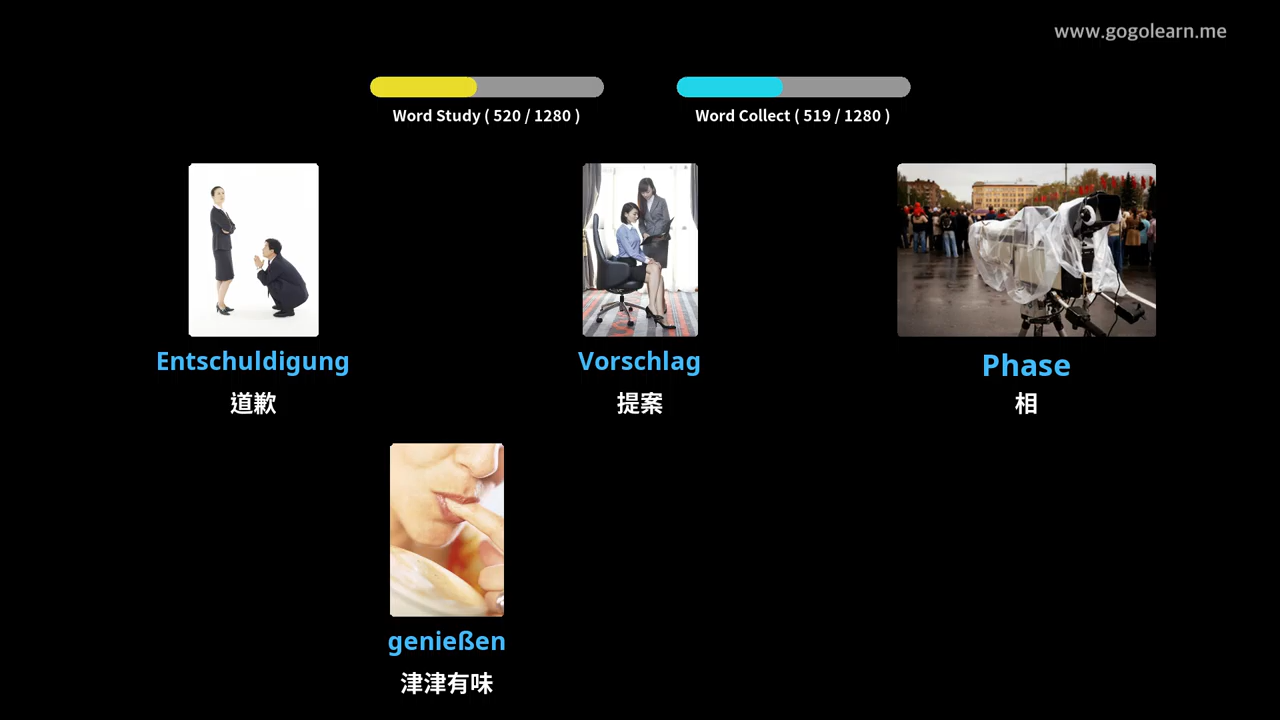 www.gogolearn.me
Word Study ( 520 / 1280 )
Word Collect ( 519 / 1280 )
Entschuldigung
道歉
Vorschlag
提案
Phase
相
genießen
津津有味